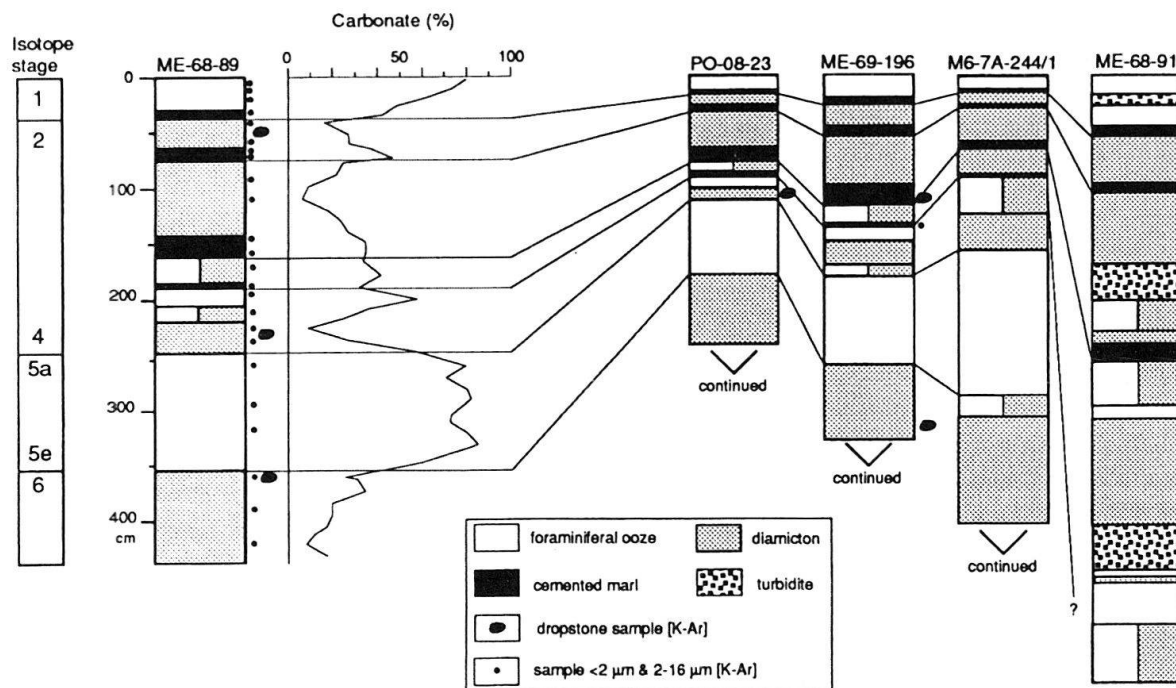 Carbonate (%)
Isotope
stage
ME-68-89
0
50
100
PO-08-23
ME-69-196
M6-7A-244/1
ME-68-91
0
1
2
100
200
4
5a
300
5e
6
400
cm
continued
continued
continued
?
foraminiferal ooze
diamicton
cemented marl
turbidite
dropstone sample [K-Ar]
sample <2 µm & 2-16 µm [K-Ar]